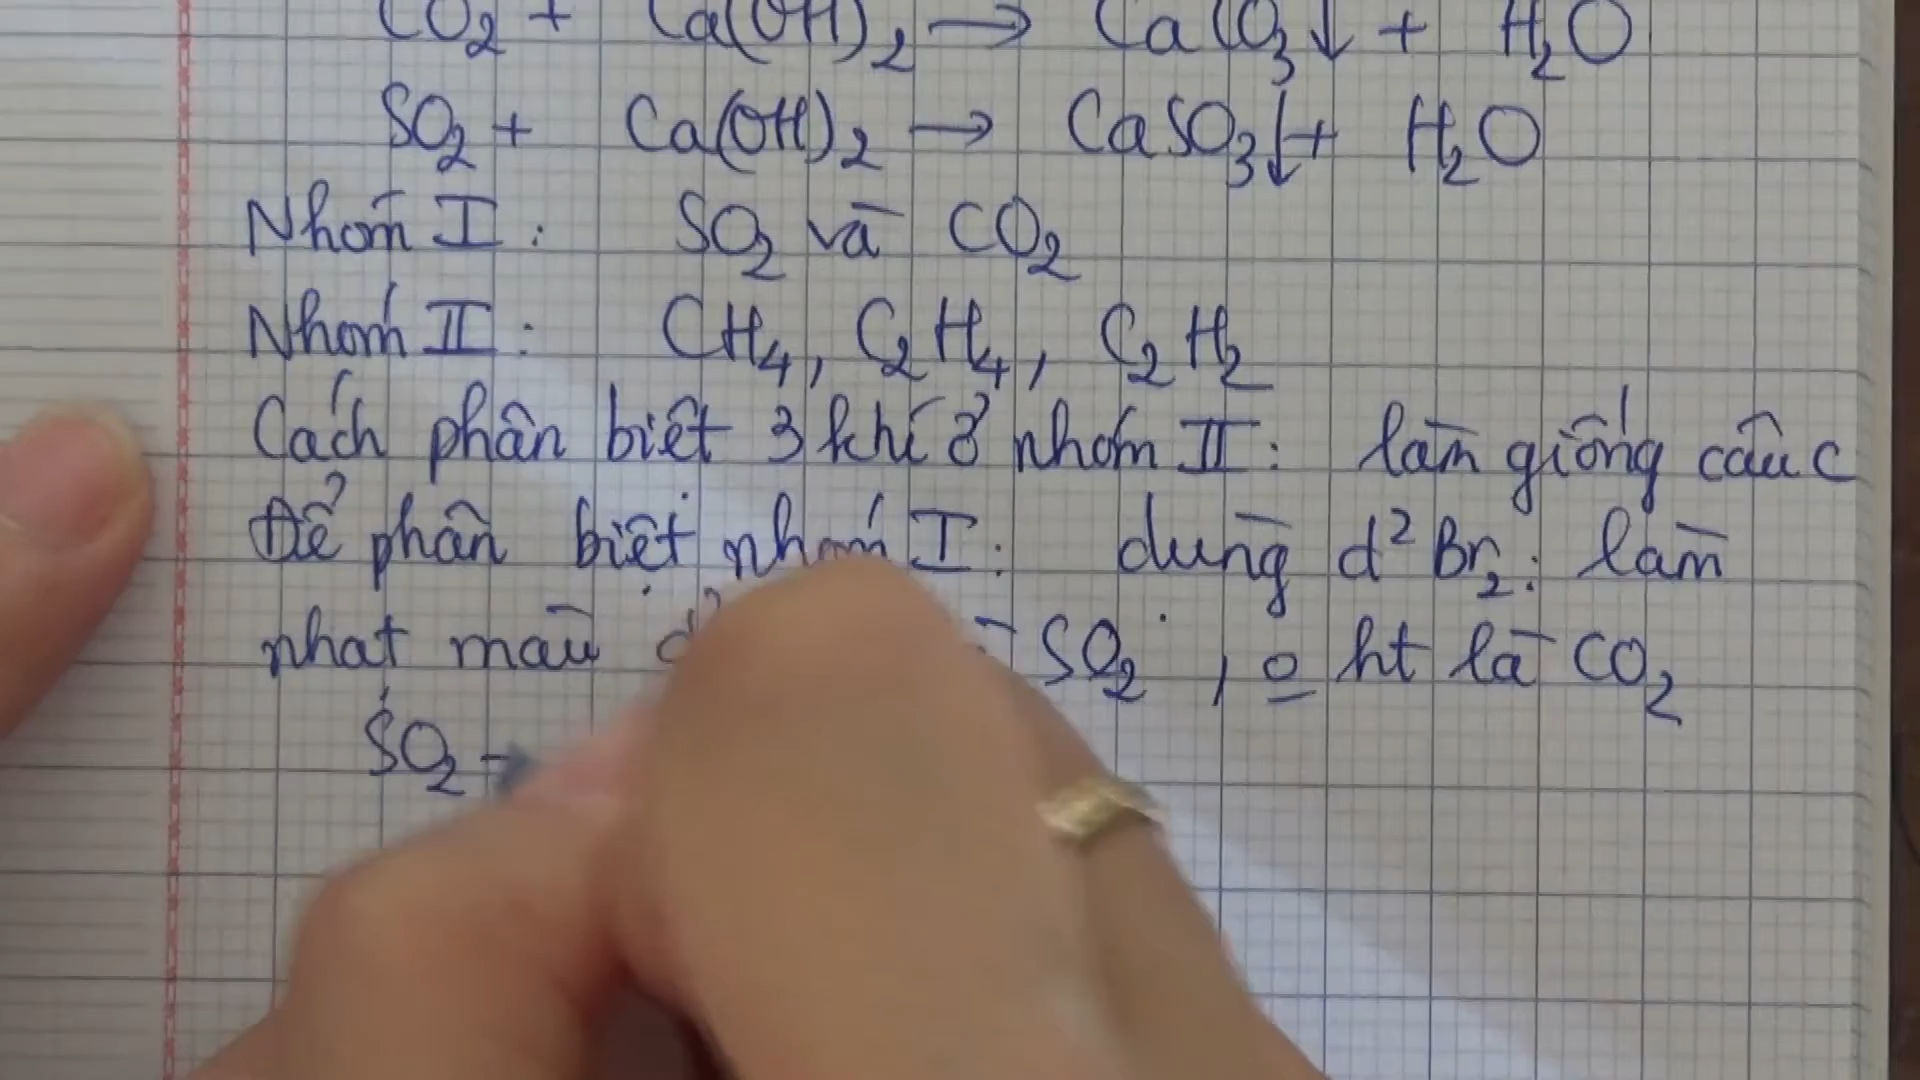 CO₂ + Ca(OH)₂ → CaCO₃↓ + H₂O
SO₂ + Ca(OH)₂ → CaSO₃↓ + H₂O
Nhóm I : SO₂ và CO₂
Nhóm II : CH₄, C₂H₄, C₂H₂
Cách phân biệt 3 khí ở nhóm II : làm giống câu c
Để phân biệt nhóm I : dùng d² Br₂ : làm
nhạt màu SO₂ , o ht là CO₂
SO₂